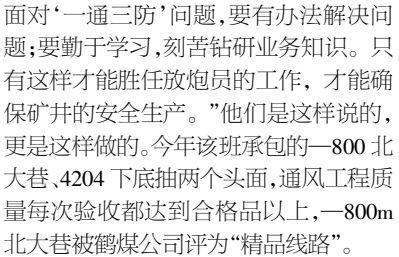 面对‘一通三防’问题,要有办法解决问
题;要勤于学习,刻苦钻研业务知识。只
有这样才能胜任放炮员的工作，才能确
保矿井的安全生产。”他们是这样说的，
更是这样做的。今年该班承包的—800 北
大巷、4204 下底抽两个头面,通风工程质
量每次验收都达到合格品以上,—800m
北大巷被鹤煤公司评为“精品线路”。